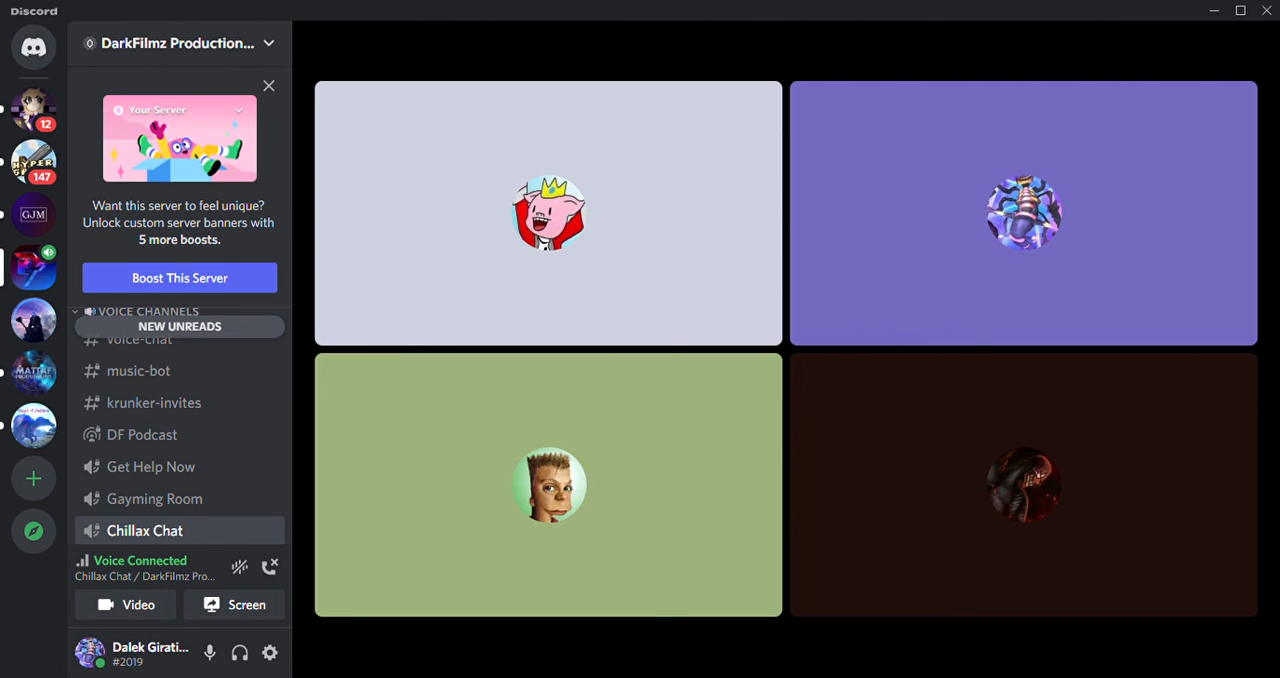 Discord
DarkFilmz Production...
Your Server
Want this server to feel unique?
Unlock custom server banners with
5 more boosts.
Boost This Server
12
147
GJM
VOICE CHANNELS
NEW UNREADS
voice-chat
music-bot
krunker-invites
DF Podcast
Get Help Now
Gayming Room
Chillax Chat
Voice Connected
Chillax Chat / DarkFilmz Pro...
Video
Screen
Dalek Girati...
#2019